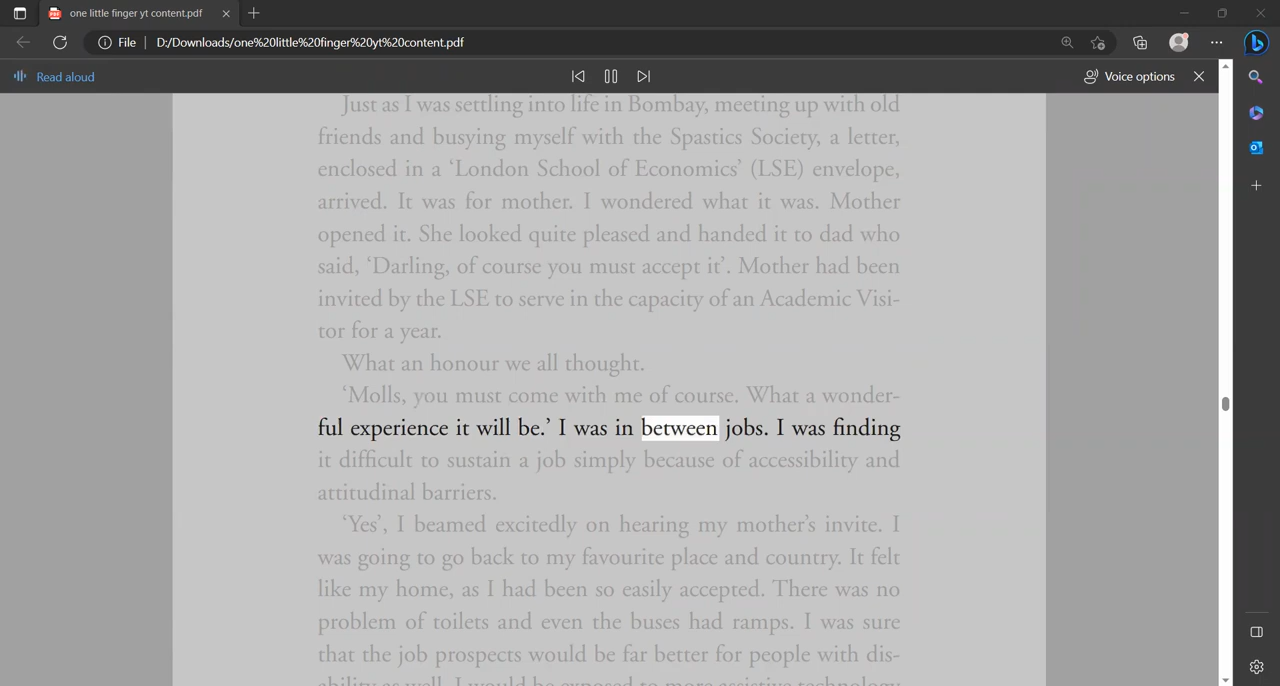 one little finger yt content.pdf
File
D:/Downloads/one%20little%20finger%20yt%20content.pdf
Read aloud
Voice options
Just as I was settling into life in Bombay, meeting up with old
friends and busying myself with the Spastics Society, a letter,
enclosed in a ‘London School of Economics’ (LSE) envelope,
arrived. It was for mother. I wondered what it was. Mother
opened it. She looked quite pleased and handed it to dad who
said, ‘Darling, of course you must accept it’. Mother had been
invited by the LSE to serve in the capacity of an Academic Visi-
tor for a year.
What an honour we all thought.
‘Molls, you must come with me of course. What a wonder-
ful experience it will be.’ I was in between jobs. I was finding
it difficult to sustain a job simply because of accessibility and
attitudinal barriers.
‘Yes’, I beamed excitedly on hearing my mother’s invite. I
was going to go back to my favourite place and country. It felt
like my home, as I had been so easily accepted. There was no
problem of toilets and even the buses had ramps. I was sure
that the job prospects would be far better for people with dis-
ability as well. I would be exposed to more assistive technology